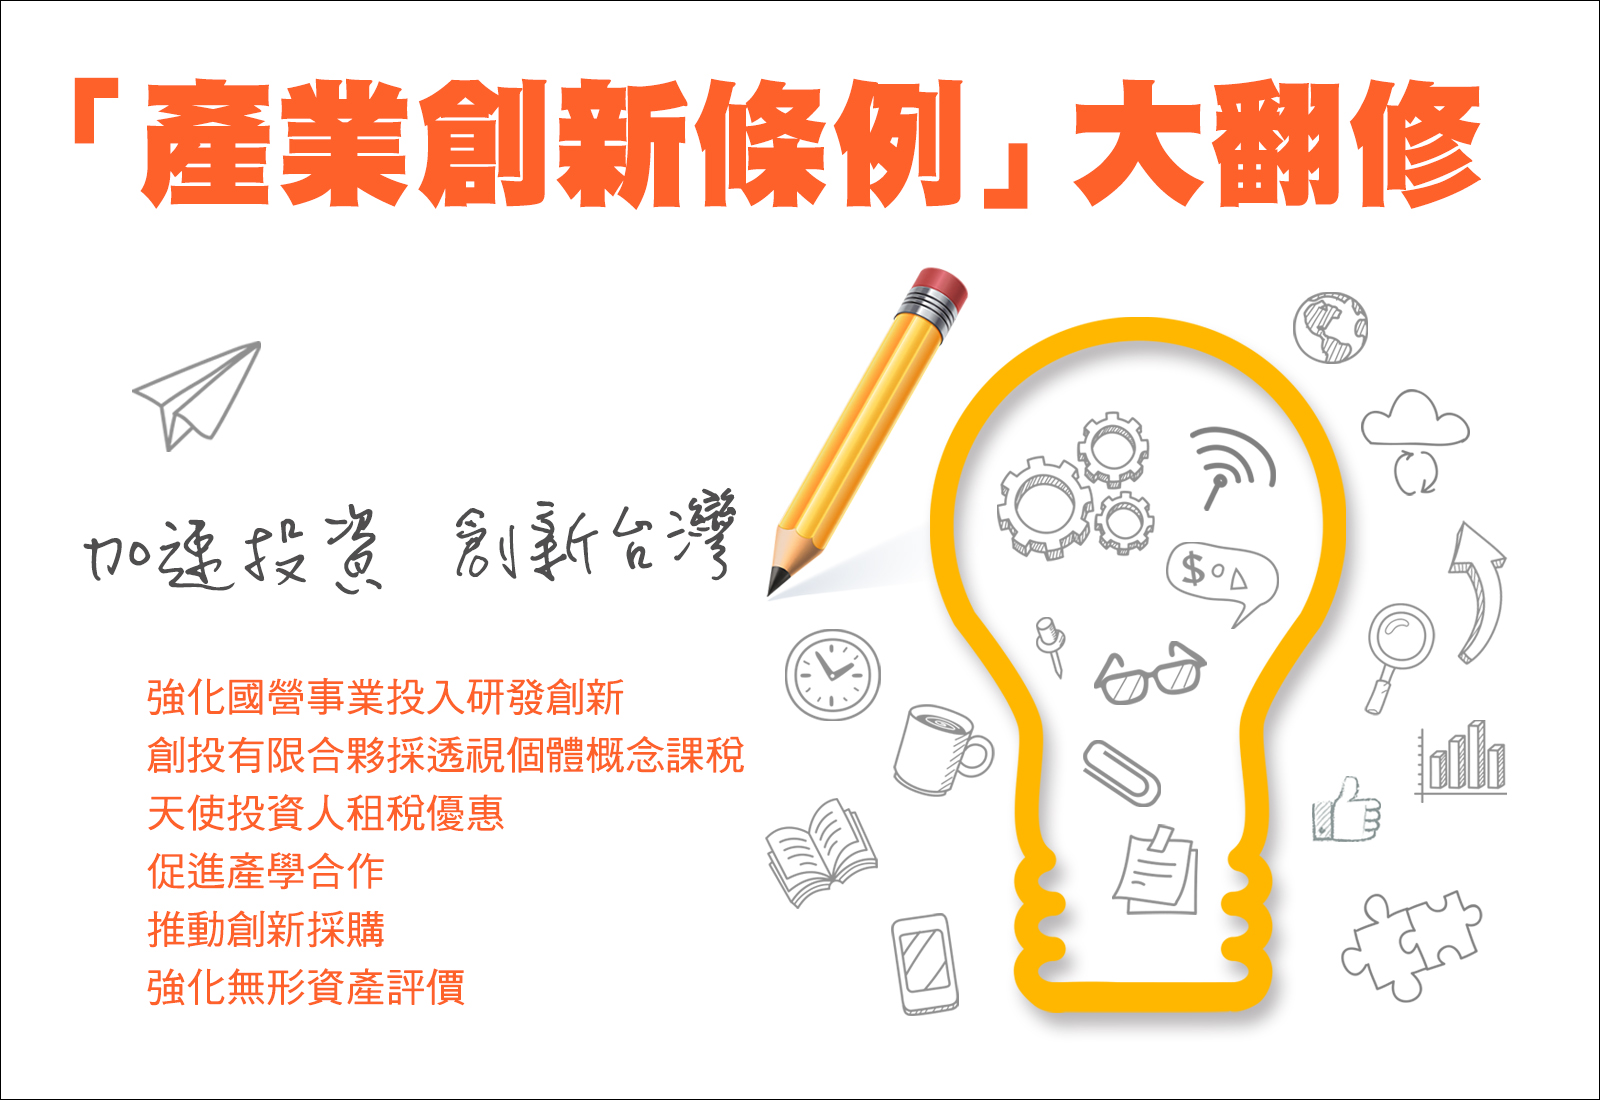 「產業創新條例」大翻修
加速投資 創新台灣
$
強化國營事業投入研發創新
創投有限合夥採透視個體概念課稅
天使投資人租稅優惠
促進產學合作
推動創新採購
強化無形資產評價